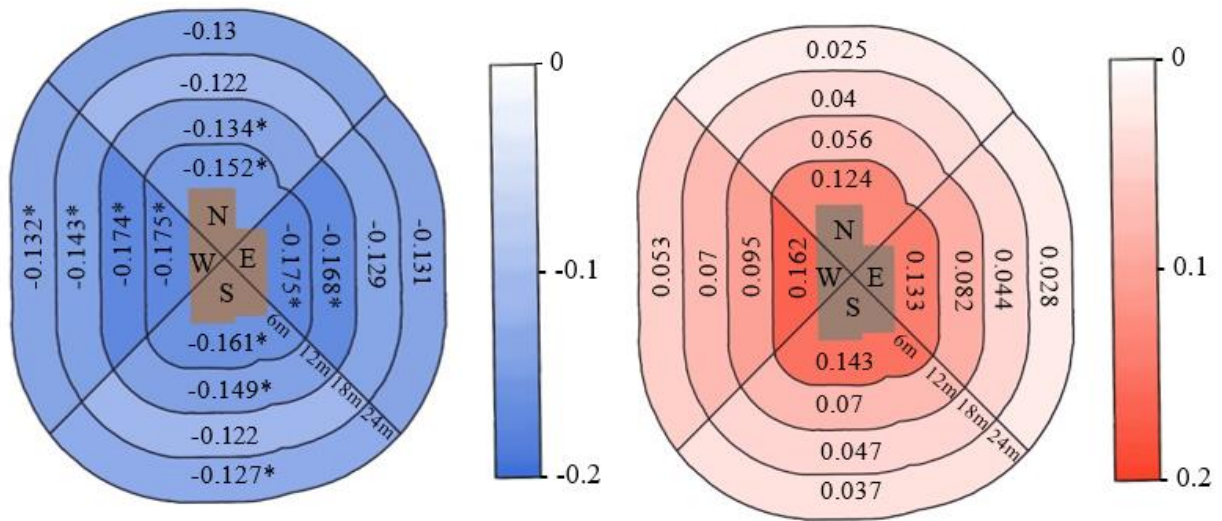 -0.13
-0.122
-0.134*
-0.152*
-0.132*
-0.143*
-0.174*
-0.175*
N
W
E
S
-0.175*
-0.198*
-0.129
-0.131
-0.161*
-0.149*
-0.122
-0.127*
6m
12m
18m
24m
0
-0.1
-0.2
0.025
0.04
0.056
0.124
0.053
0.07
0.095
0.162
N
W
E
S
0.133
0.082
0.044
0.028
0.143
0.07
0.047
0.037
6m
12m
18m
24m
0
0.1
0.2